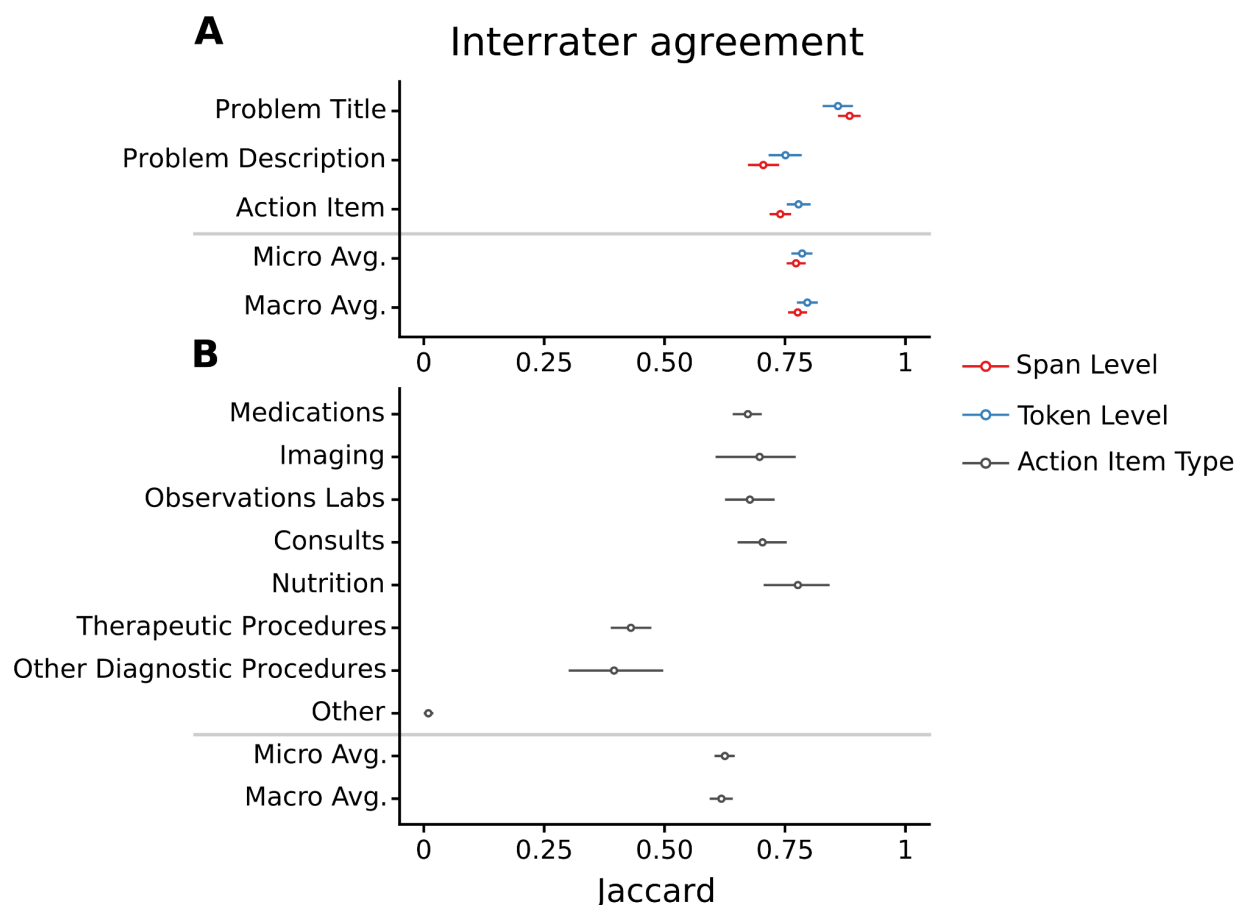 A
Interrater agreement
Problem Title
Problem Description
Action Item
Micro Avg.
Macro Avg.
0 0.25 0.50 0.75 1
B
Span Level
Token Level
Action Item Type
Medications
Imaging
Observations Labs
Consults
Nutrition
Therapeutic Procedures
Other Diagnostic Procedures
Other
Micro Avg.
Macro Avg.
0 0.25 0.50 0.75 1
Jaccard